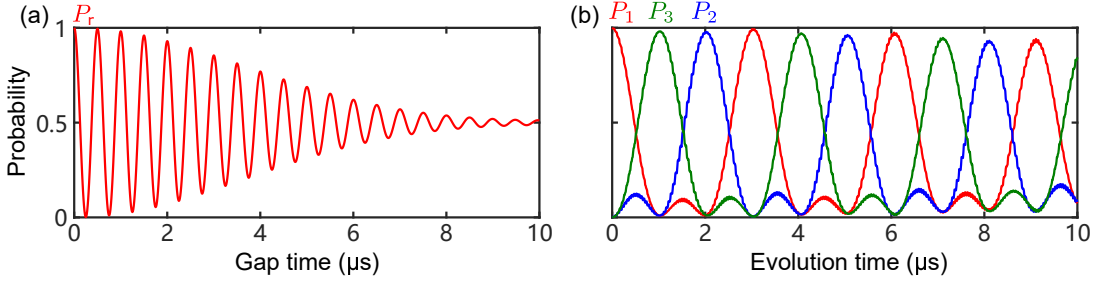 (a) P_r
1
0.5
0
Probability
0 2 4 6 8 10
Gap time (μs)
(b) P_1 P_3 P_2
0 2 4 6 8 10
Evolution time (μs)